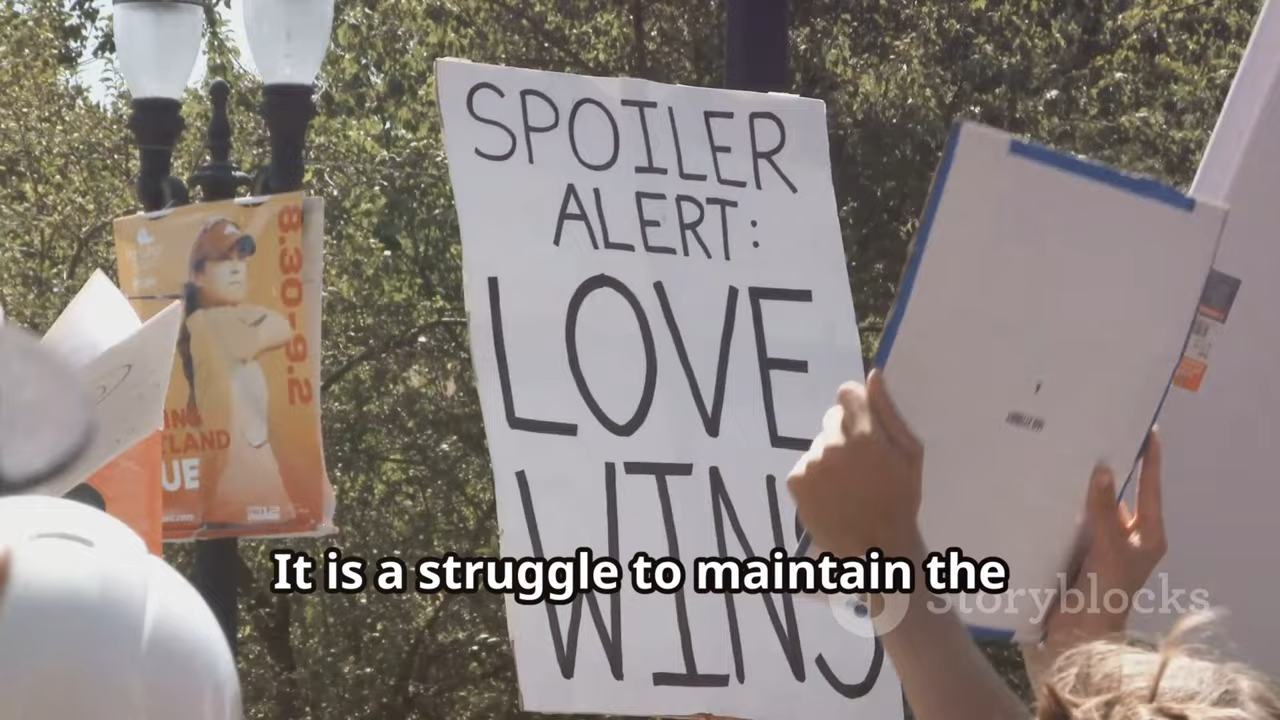 SPOILER
ALERT:
LOVE
WINS
8.30-9.2
UE
It is a struggle to maintain the
Storyblocks